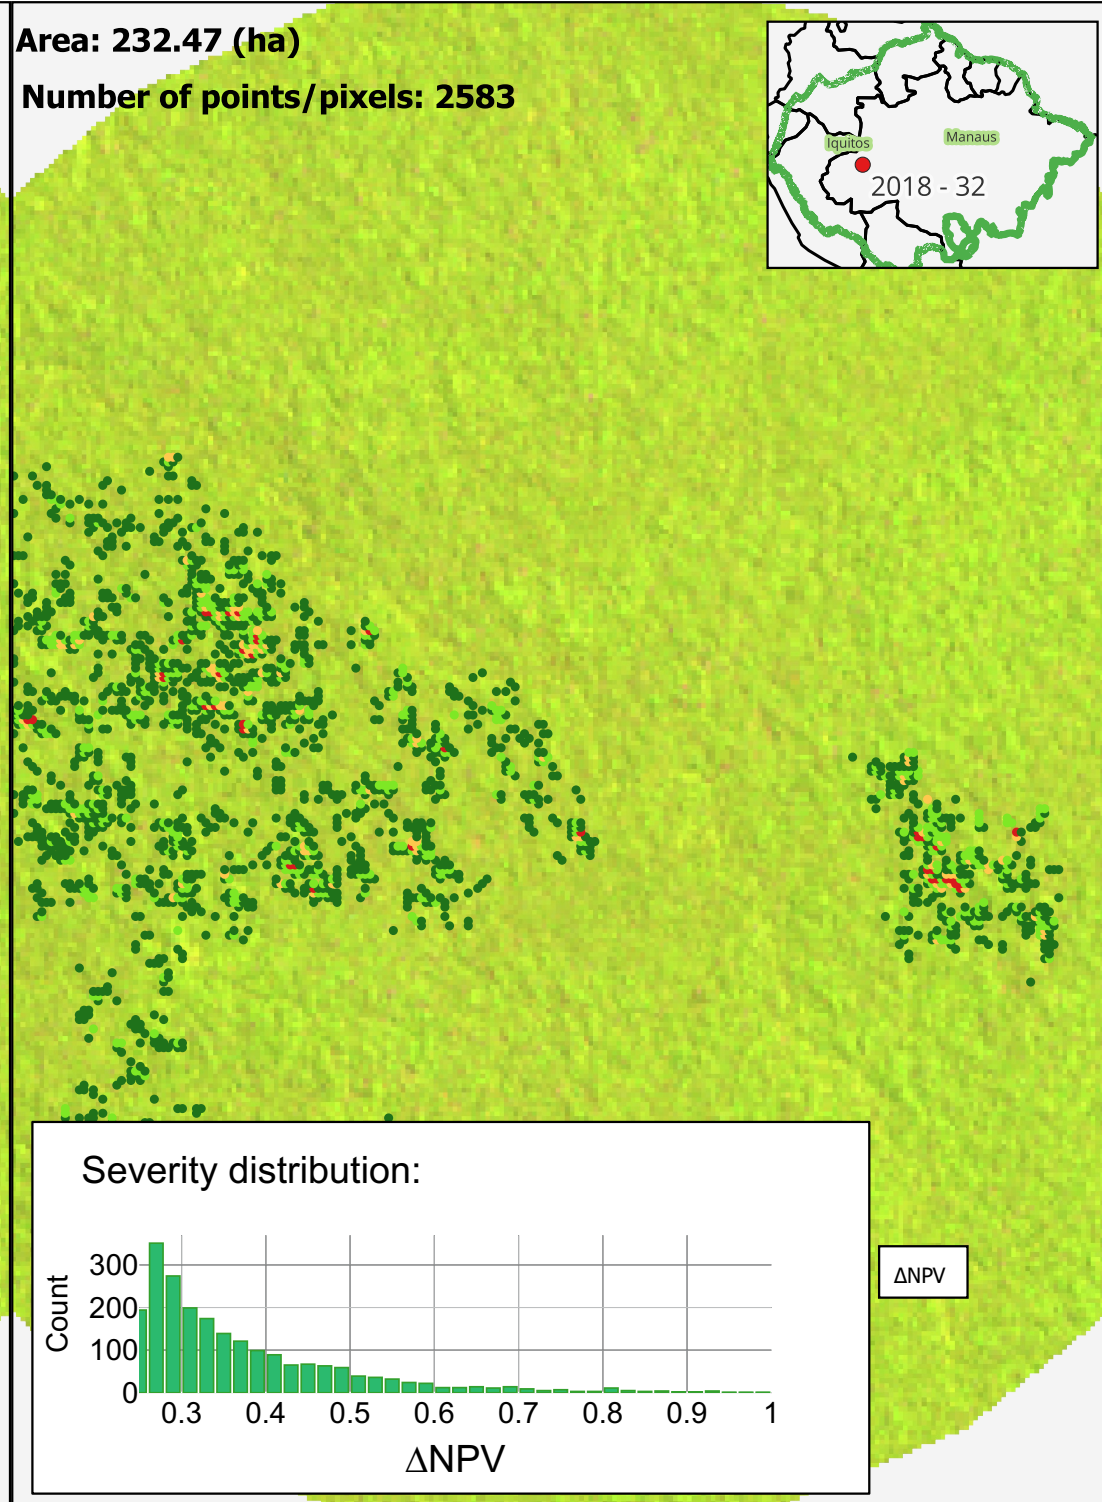 Area: 232.47 (ha)
Number of points/pixels: 2583
Iquitos
Manaus
2018 - 32
Severity distribution:
Count
300
200
100
0
0.3 0.4 0.5 0.6 0.7 0.8 0.9 1
ΔNPV
ΔNPV